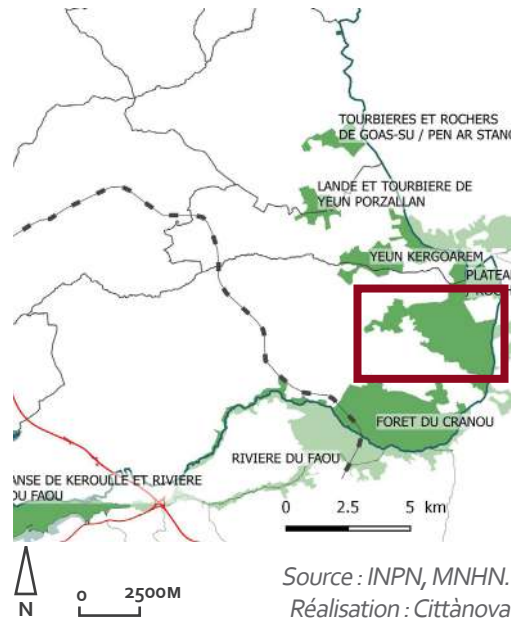 TOURBIERES ET ROCHERS
DE GOAS-SU / PEN AR STANG
LANDE ET TOURBIERE DE
YEUN PORZALLAN
YEUN KERGOAREM
PLATEA
FORET DU CRANOU
RIVIERE DU FAOU
ANSE DE KEROULLE ET RIVIERE
DU FAOU
0 2.5 5 km
N
0 2500M
Source : INPN, MNHN.
Réalisation : Cittànova